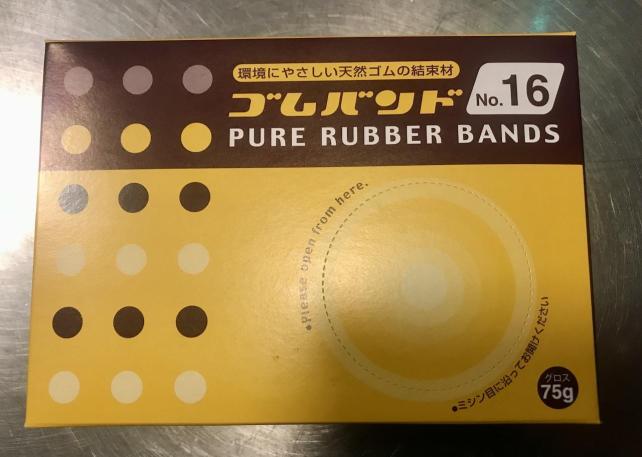 環境にやさしい天然ゴムの結束材
ゴムバンド
No.16
PURE RUBBER BANDS
●Please open from here.
●ミシン目に沿ってお開けください
グロス
75g